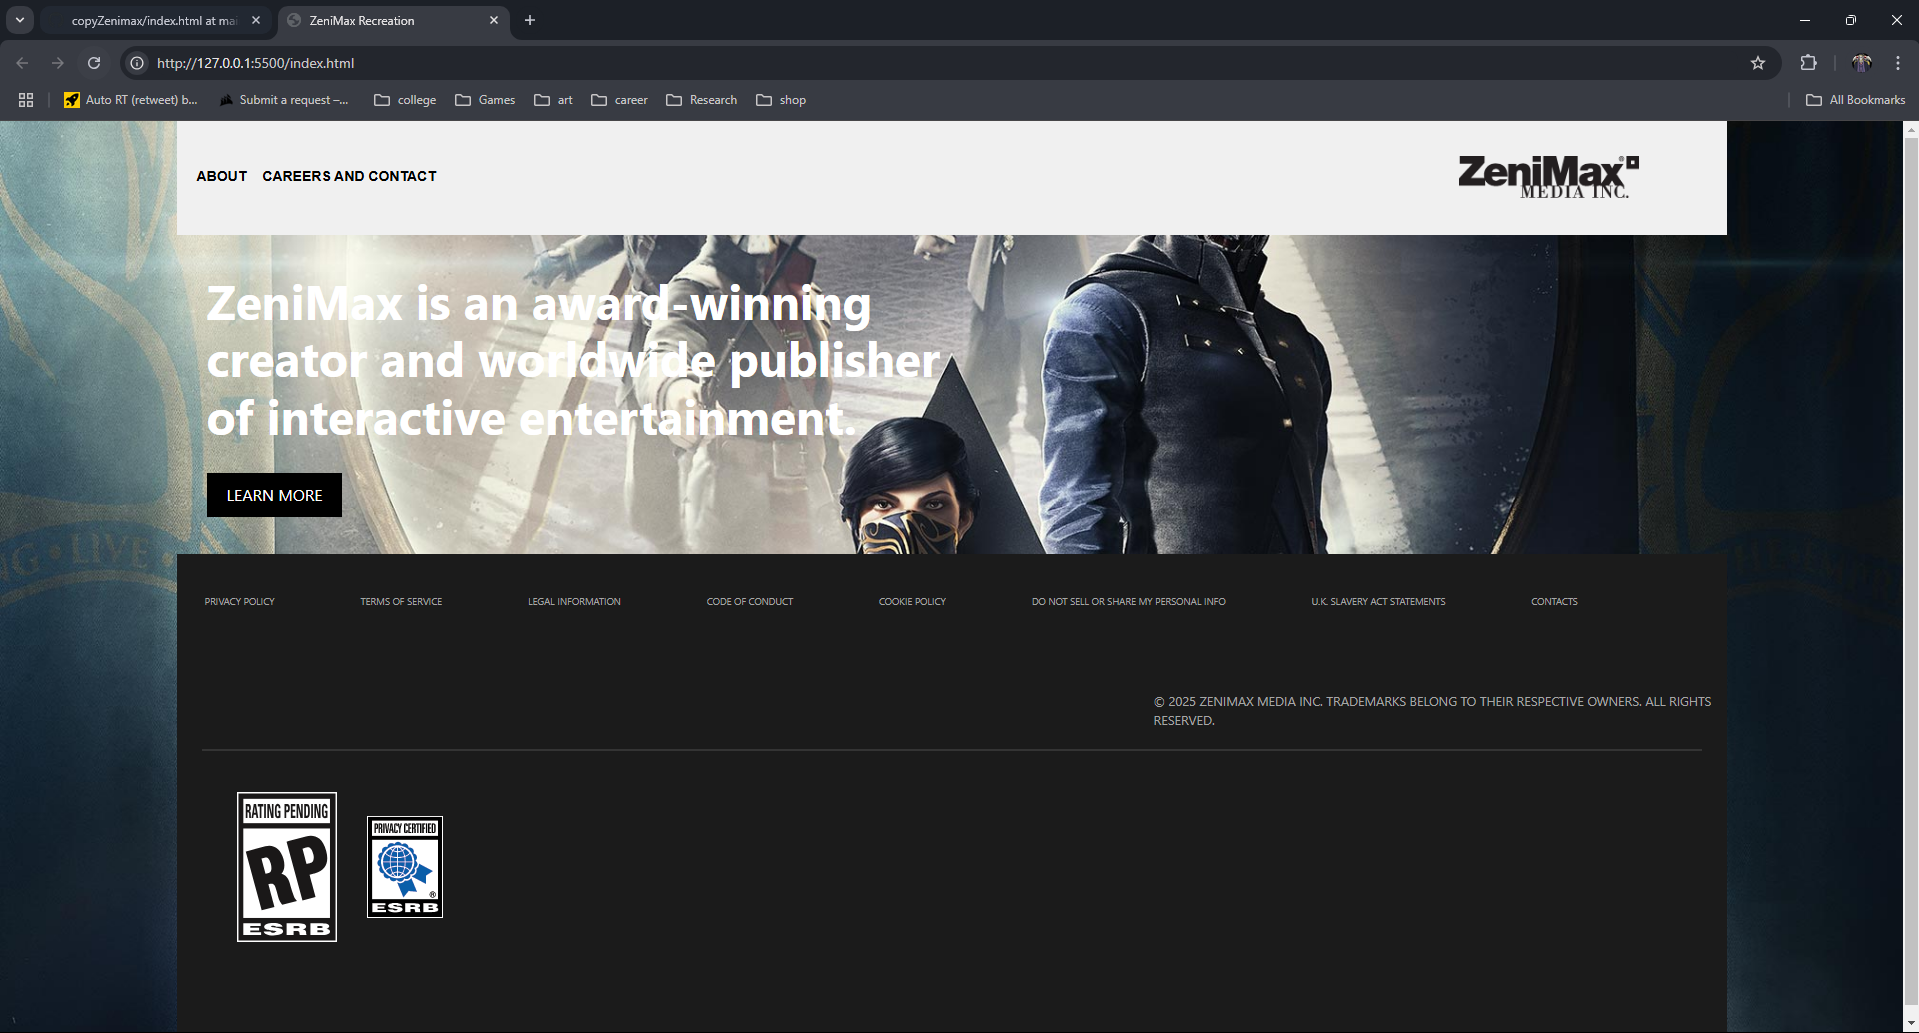 copyZenimax/index.html at mai
ZeniMax Recreation
http://127.0.0.1:5500/index.html
Auto RT (retweet) b...
Submit a request –...
college
Games
art
career
Research
shop
All Bookmarks
ABOUT CAREERS AND CONTACT
ZeniMax®
MEDIA INC.
ZeniMax is an award-winning
creator and worldwide publisher
of interactive entertainment.
LEARN MORE
NG • LIVE •
PRIVACY POLICY TERMS OF SERVICE LEGAL INFORMATION CODE OF CONDUCT COOKIE POLICY DO NOT SELL OR SHARE MY PERSONAL INFO U.K. SLAVERY ACT STATEMENTS CONTACTS
© 2025 ZENIMAX MEDIA INC. TRADEMARKS BELONG TO THEIR RESPECTIVE OWNERS. ALL RIGHTS
RESERVED.
RATING PENDING
RP
ESRB
PRIVACY CERTIFIED
®
ESRB